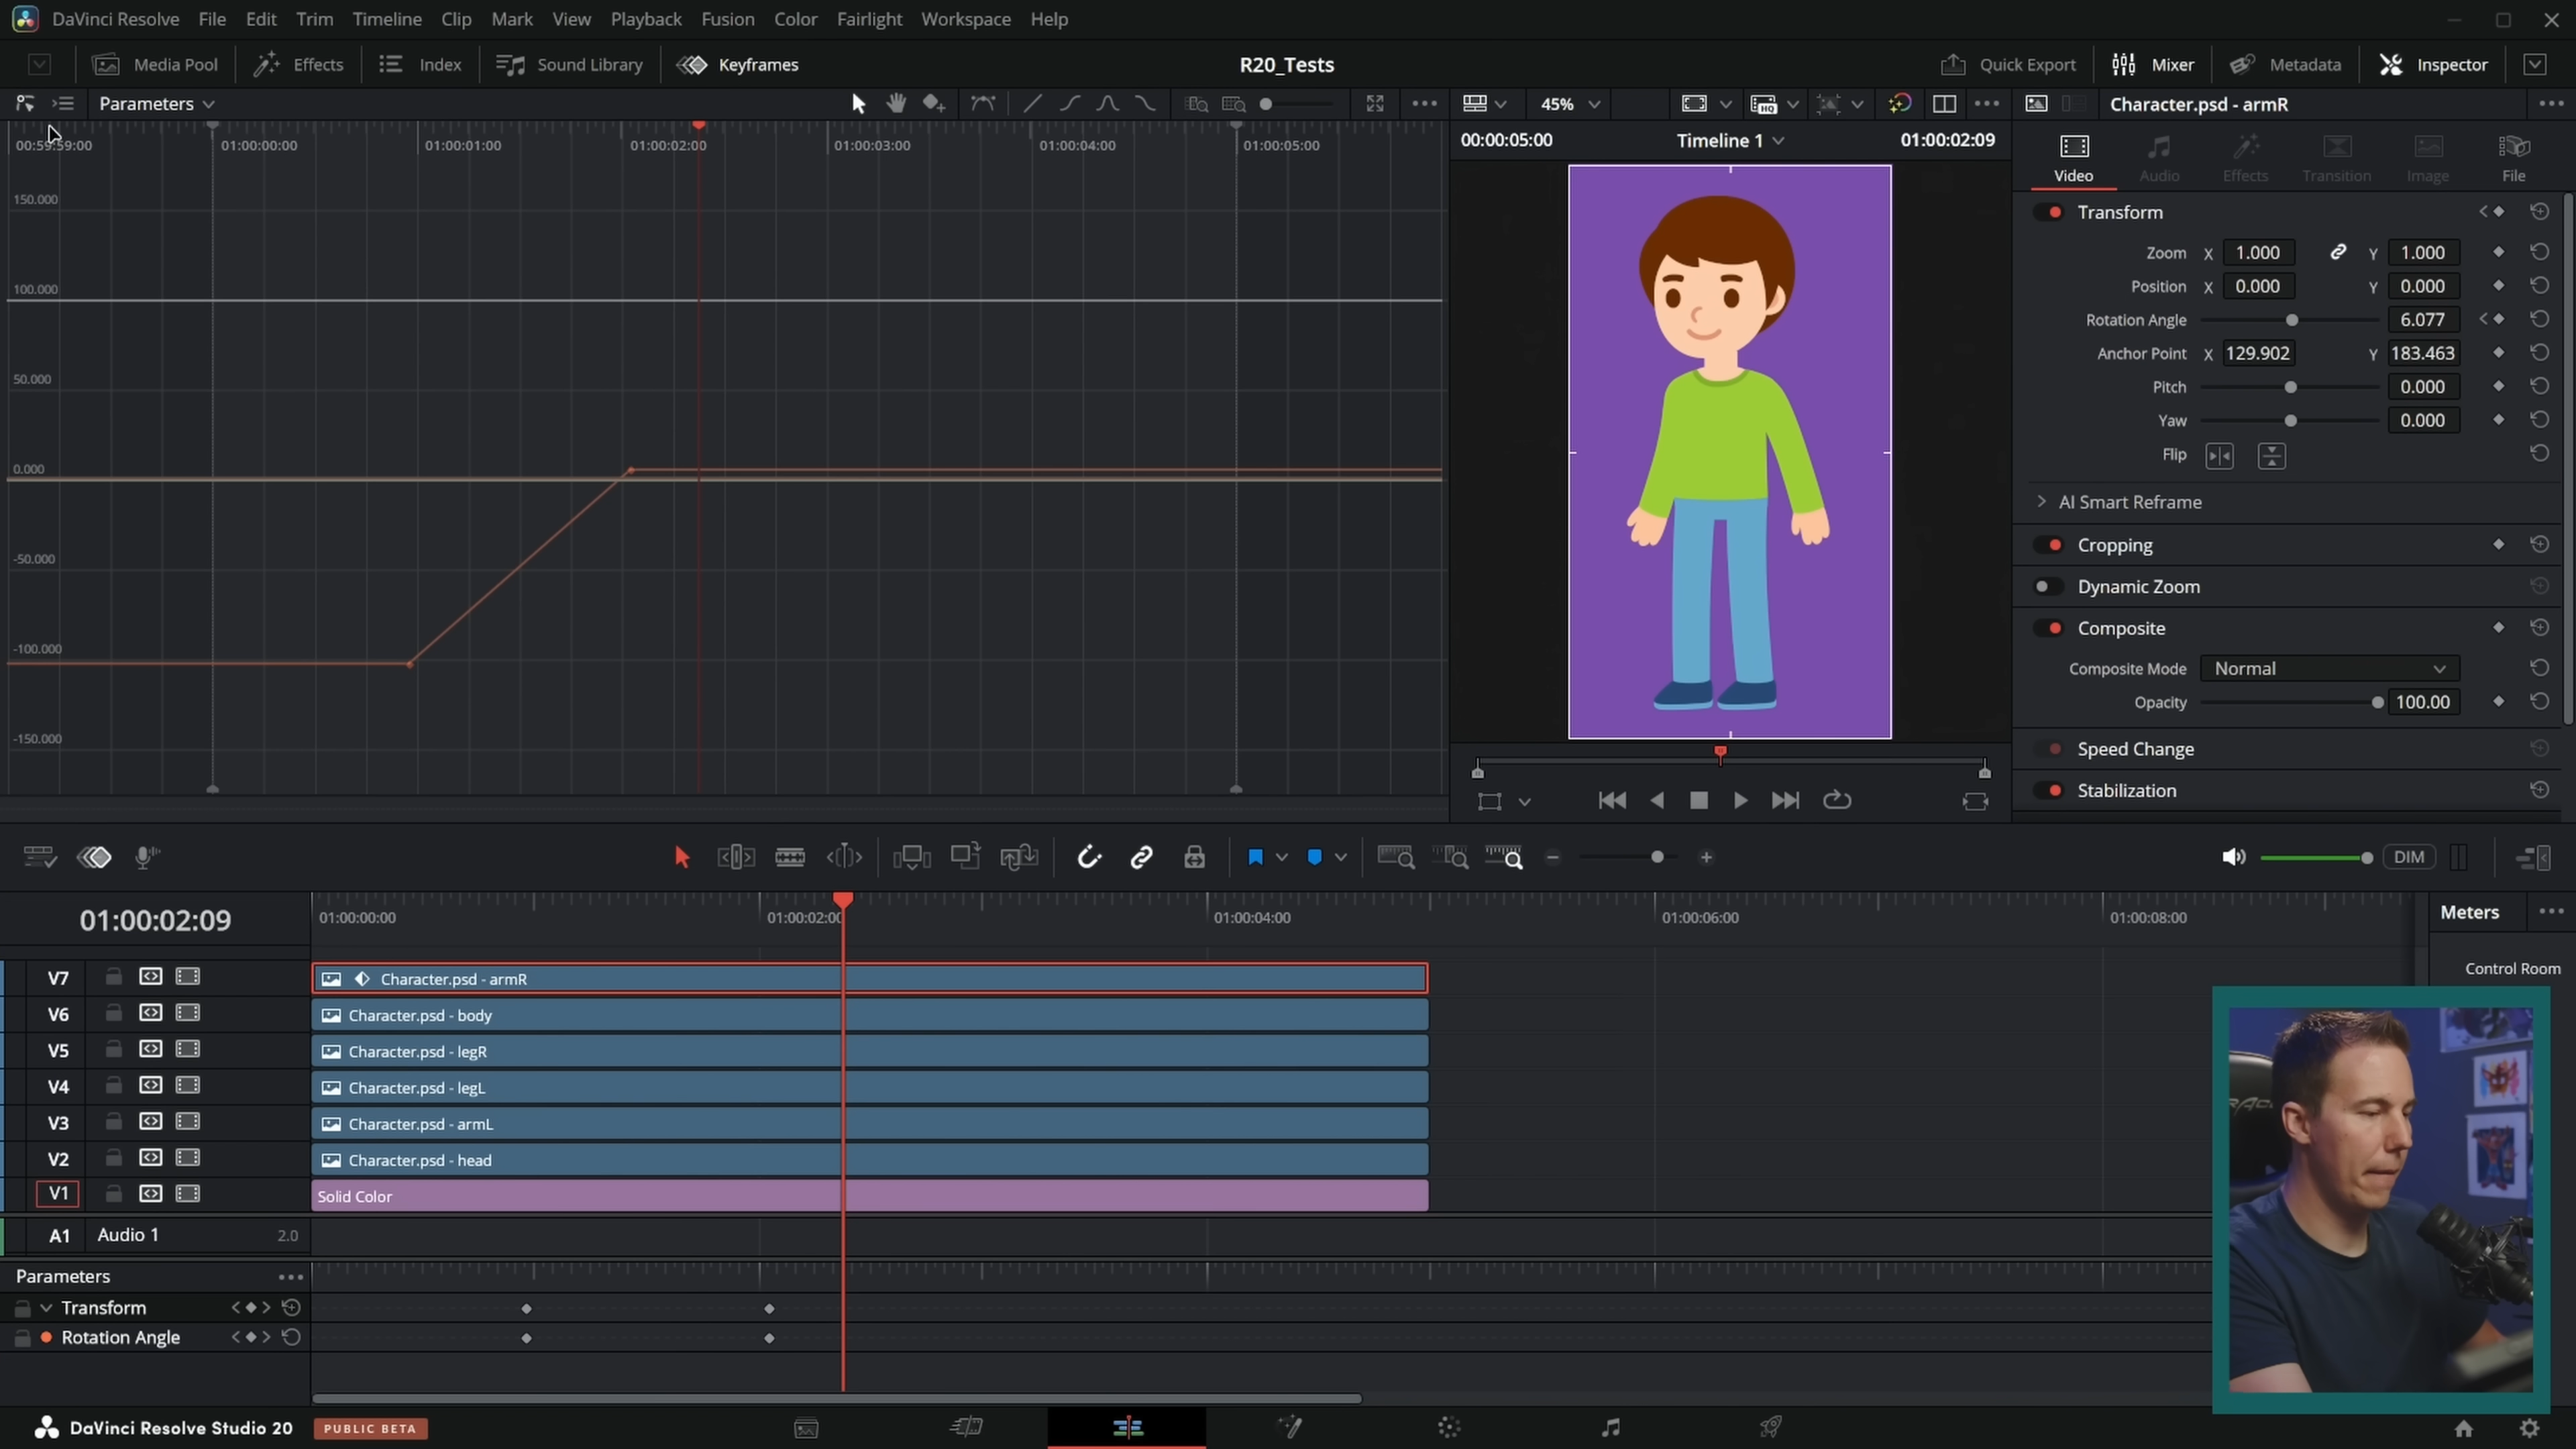 DaVinci Resolve File Edit Trim Timeline Clip Mark View Playback Fusion Color Fairlight Workspace Help
Media Pool Effects Index Sound Library Keyframes R20_Tests Quick Export Mixer Metadata Inspector
Parameters 45% Character.psd - armR
00:59:59:00 01:00:00:00 01:00:01:00 01:00:02:00 01:00:03:00 01:00:04:00 01:00:05:00
00:00:05:00 Timeline 1 01:00:02:09
Video Audio Effects Transition Image File
150.000
100.000
50.000
0.000
-50.000
-100.000
-150.000
Transform
Zoom X 1.000 Y 1.000
Position X 0.000 Y 0.000
Rotation Angle 6.077
Anchor Point X 129.902 Y 183.463
Pitch 0.000
Yaw 0.000
Flip
AI Smart Reframe
Cropping
Dynamic Zoom
Composite
Composite Mode Normal
Opacity 100.00
Speed Change
Stabilization
DIM
01:00:02:09 01:00:00:00 01:00:02:00 01:00:04:00 01:00:06:00 01:00:08:00 Meters
Control Room
V7 Character.psd - armR
V6 Character.psd - body
V5 Character.psd - legR
V4 Character.psd - legL
V3 Character.psd - armL
V2 Character.psd - head
V1 Solid Color
A1 Audio 1 2.0
Parameters
Transform
Rotation Angle
DaVinci Resolve Studio 20 PUBLIC BETA